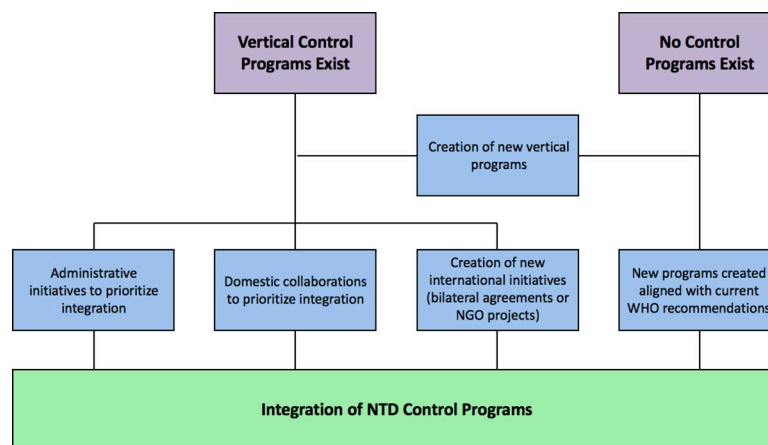 Vertical Control
Programs Exist
No Control
Programs Exist
Creation of new vertical
programs
Administrative
initiatives to prioritize
integration
Domestic collaborations
to prioritize integration
Creation of new
international initiatives
(bilateral agreements or
NGO projects)
New programs created
aligned with current
WHO recommendations
Integration of NTD Control Programs